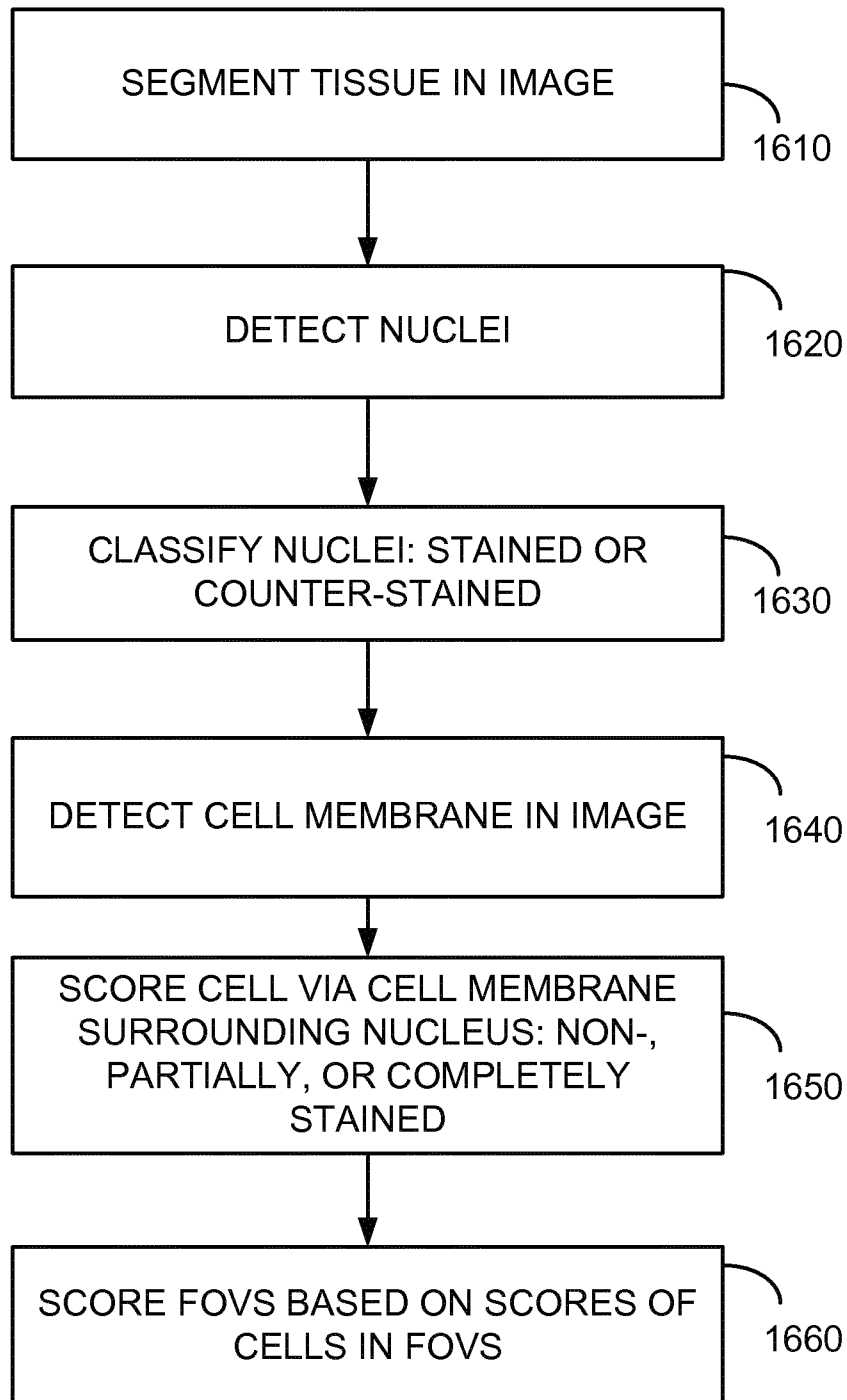 SEGMENT TISSUE IN IMAGE
1610
DETECT NUCLEI
1620
CLASSIFY NUCLEI: STAINED OR
COUNTER-STAINED
1630
DETECT CELL MEMBRANE IN IMAGE
1640
SCORE CELL VIA CELL MEMBRANE
SURROUNDING NUCLEUS: NON-,
PARTIALLY, OR COMPLETELY
STAINED
1650
SCORE FOVS BASED ON SCORES OF
CELLS IN FOVS
1660